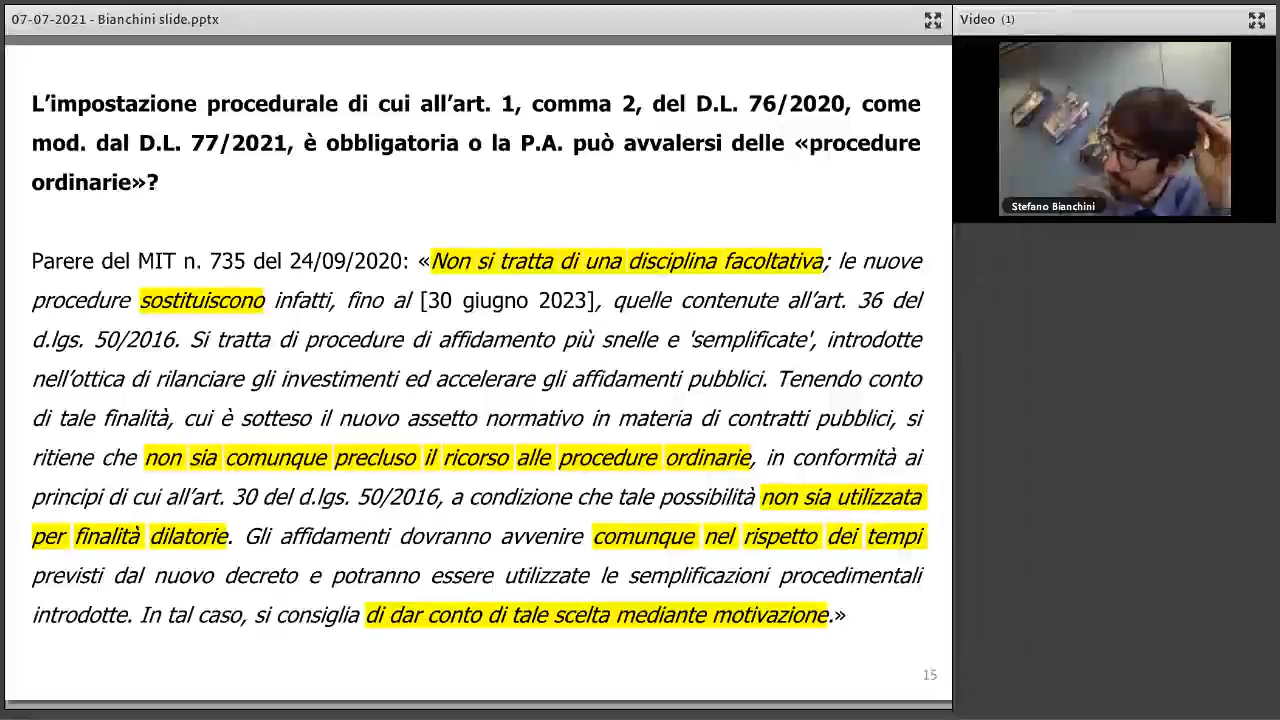 07-07-2021 - Bianchini slide.pptx
Video (1)
L’impostazione procedurale di cui all’art. 1, comma 2, del D.L. 76/2020, come
mod. dal D.L. 77/2021, è obbligatoria o la P.A. può avvalersi delle «procedure
ordinarie»?
Parere del MIT n. 735 del 24/09/2020: «Non si tratta di una disciplina facoltativa; le nuove
procedure sostituiscono infatti, fino al [30 giugno 2023], quelle contenute all’art. 36 del
d.lgs. 50/2016. Si tratta di procedure di affidamento più snelle e 'semplificate', introdotte
nell’ottica di rilanciare gli investimenti ed accelerare gli affidamenti pubblici. Tenendo conto
di tale finalità, cui è sotteso il nuovo assetto normativo in materia di contratti pubblici, si
ritiene che non sia comunque precluso il ricorso alle procedure ordinarie, in conformità ai
principi di cui all’art. 30 del d.lgs. 50/2016, a condizione che tale possibilità non sia utilizzata
per finalità dilatorie. Gli affidamenti dovranno avvenire comunque nel rispetto dei tempi
previsti dal nuovo decreto e potranno essere utilizzate le semplificazioni procedimentali
introdotte. In tal caso, si consiglia di dar conto di tale scelta mediante motivazione.»
15
Stefano Bianchini